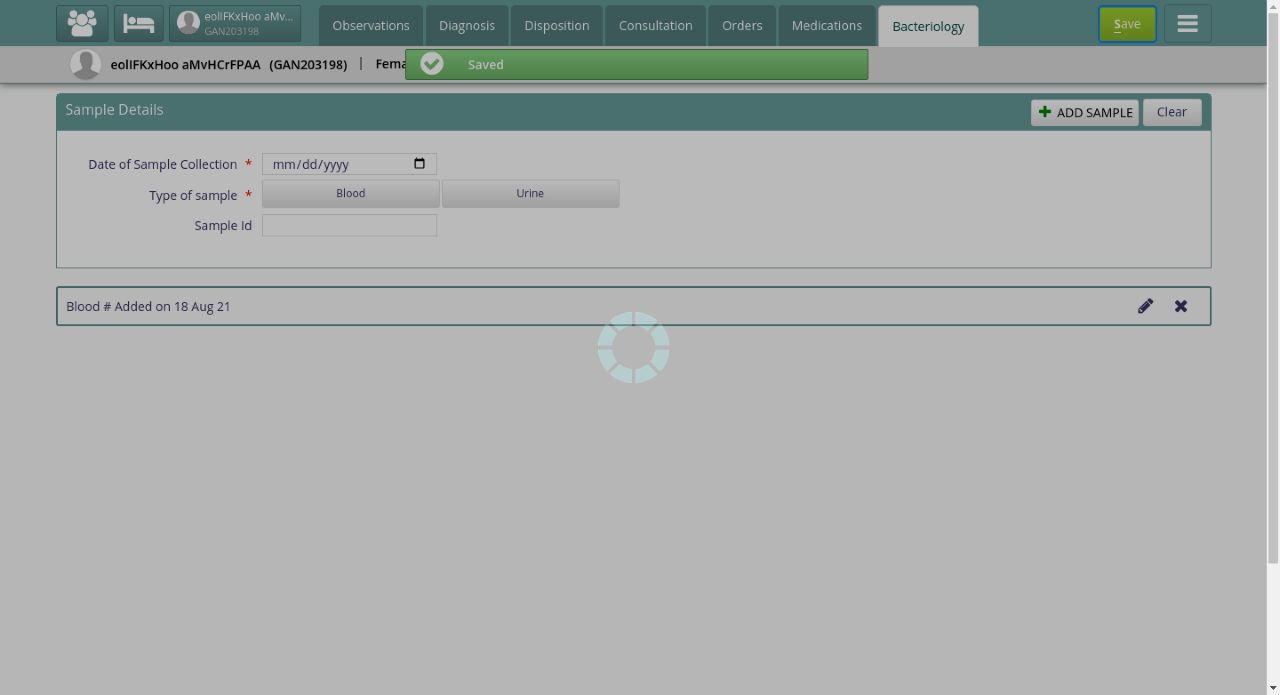 eolIFKxHoo aMv...
GAN203198
Observations
Diagnosis
Disposition
Consultation
Orders
Medications
Bacteriology
Save
eolIFKxHoo aMvHCrFPAA (GAN203198) | Fema
Saved
Sample Details
ADD SAMPLE
Clear
Date of Sample Collection * mm/dd/yyyy
Type of sample * Blood Urine
Sample Id
Blood # Added on 18 Aug 21